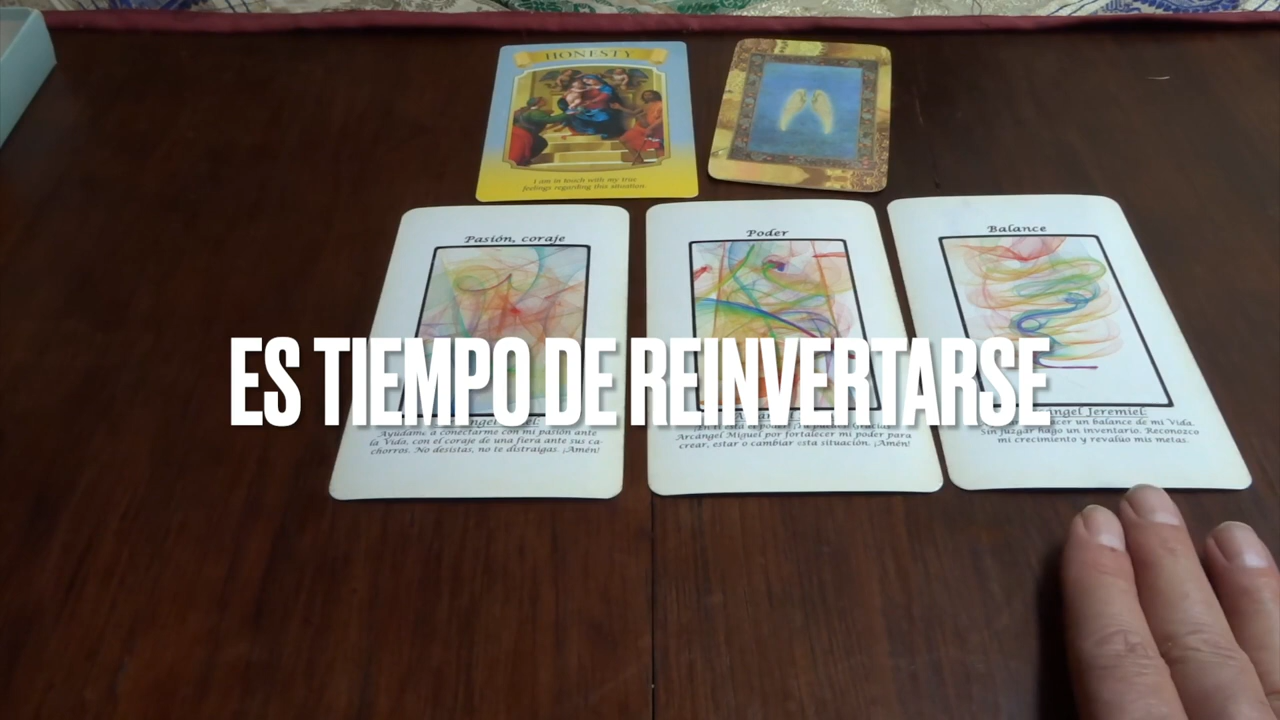 HONESTY
I am in touch with my true
feelings regarding this situation.
Pasión, coraje
Poder
Balance
ES TIEMPO DE REINVERTARSE
Ayúdame a conectarme con mi pasión ante
la Vida, con el coraje de una fiera ante sus ca-
chorros. No desistas, no te distraigas. ¡Amén!
Arcángel Miguel por fortalecer mi poder para
crear, estar o cambiar esta situación. ¡Amén!
ngel Jeremiel:
acer un balance de mi Vida.
Sin juzgar hago un inventario. Reconozco
mi crecimiento y revalúo mis metas.